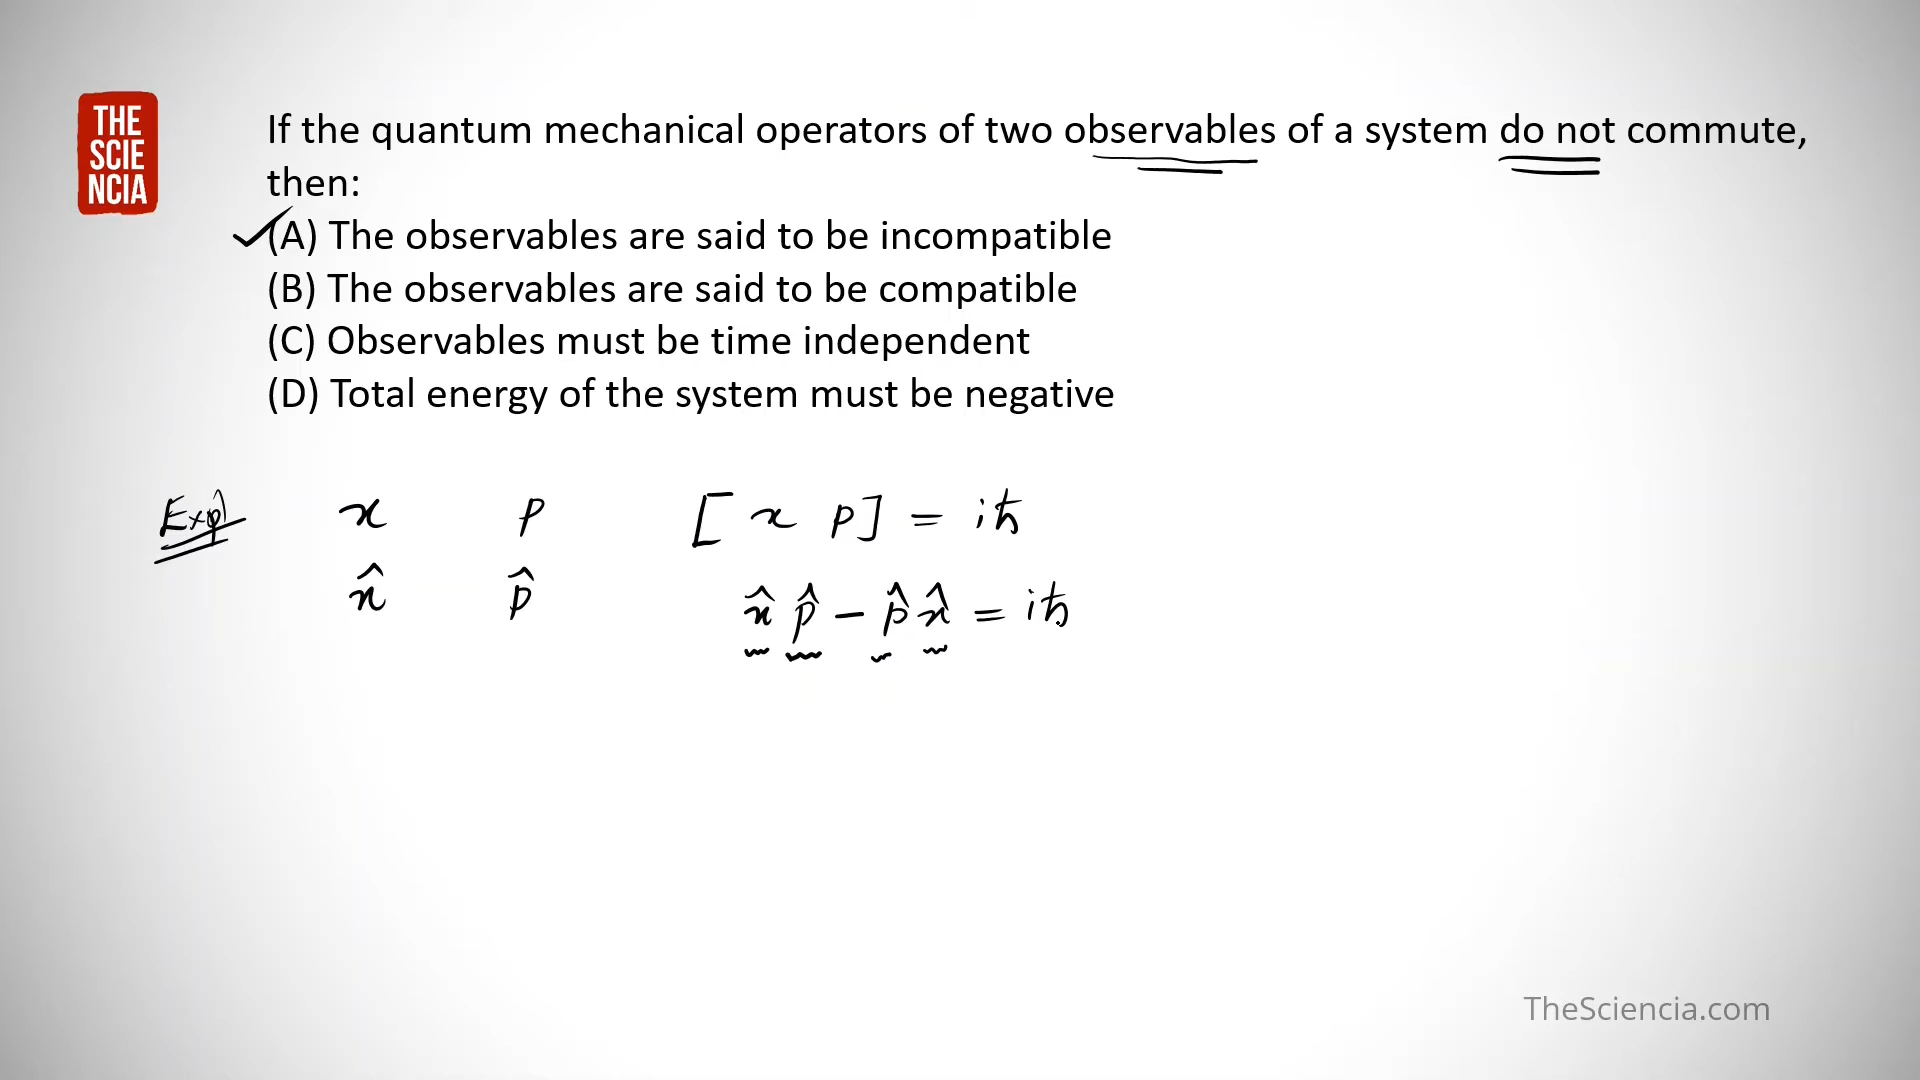 THE
SCIE
NCIA
If the quantum mechanical operators of two observables of a system do not commute,
then:
(A) The observables are said to be incompatible
(B) The observables are said to be compatible
(C) Observables must be time independent
(D) Total energy of the system must be negative
Exp) x p [x p] = iħ
x̂ p̂ x̂ p̂ − p̂ x̂ = iħ
TheSciencia.com